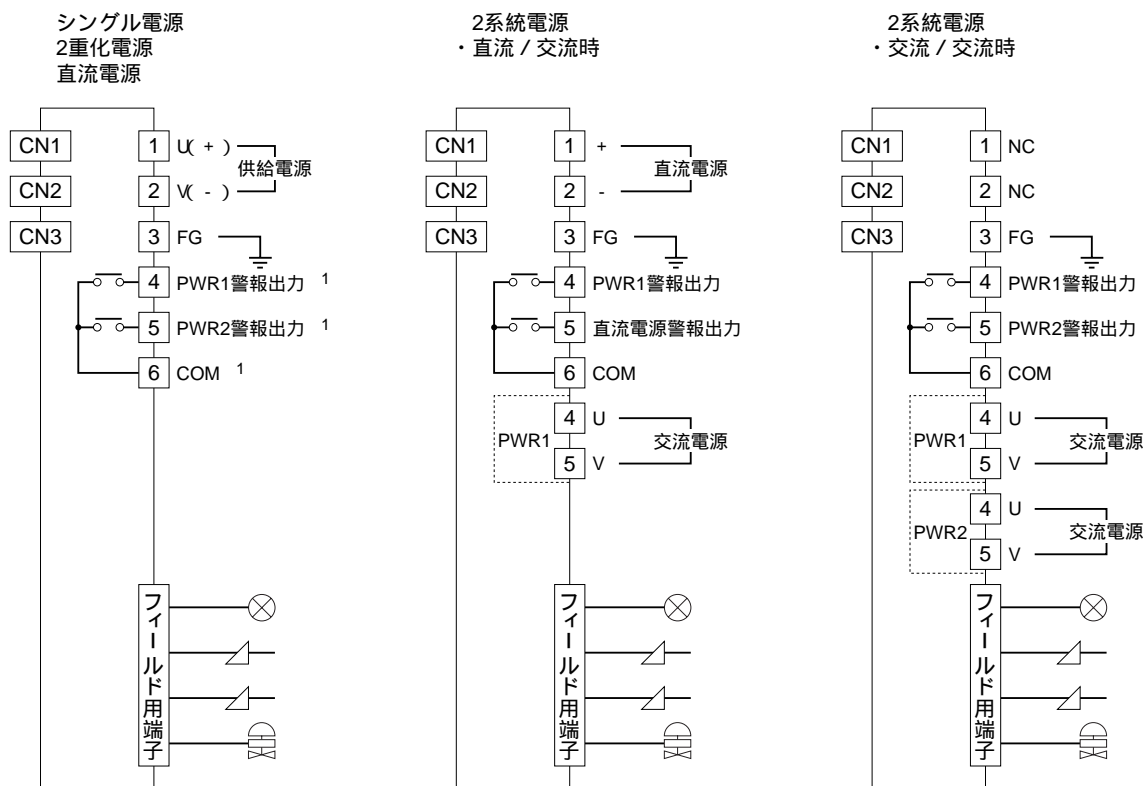 シングル電源
2重化電源
直流電源
CN1
1 U( + )
供給電源
CN2
2 V( - )
CN3
3 FG
4 PWR1警報出力 1
5 PWR2警報出力 1
6 COM 1
フィールド用端子
2系統電源
・直流 / 交流時
CN1
1 +
直流電源
CN2
2 -
CN3
3 FG
4 PWR1警報出力
5 直流電源警報出力
6 COM
PWR1
4 U
交流電源
5 V
フィールド用端子
2系統電源
・交流 / 交流時
CN1
1 NC
CN2
2 NC
CN3
3 FG
4 PWR1警報出力
5 PWR2警報出力
6 COM
PWR1
4 U
交流電源
5 V
PWR2
4 U
交流電源
5 V
フィールド用端子